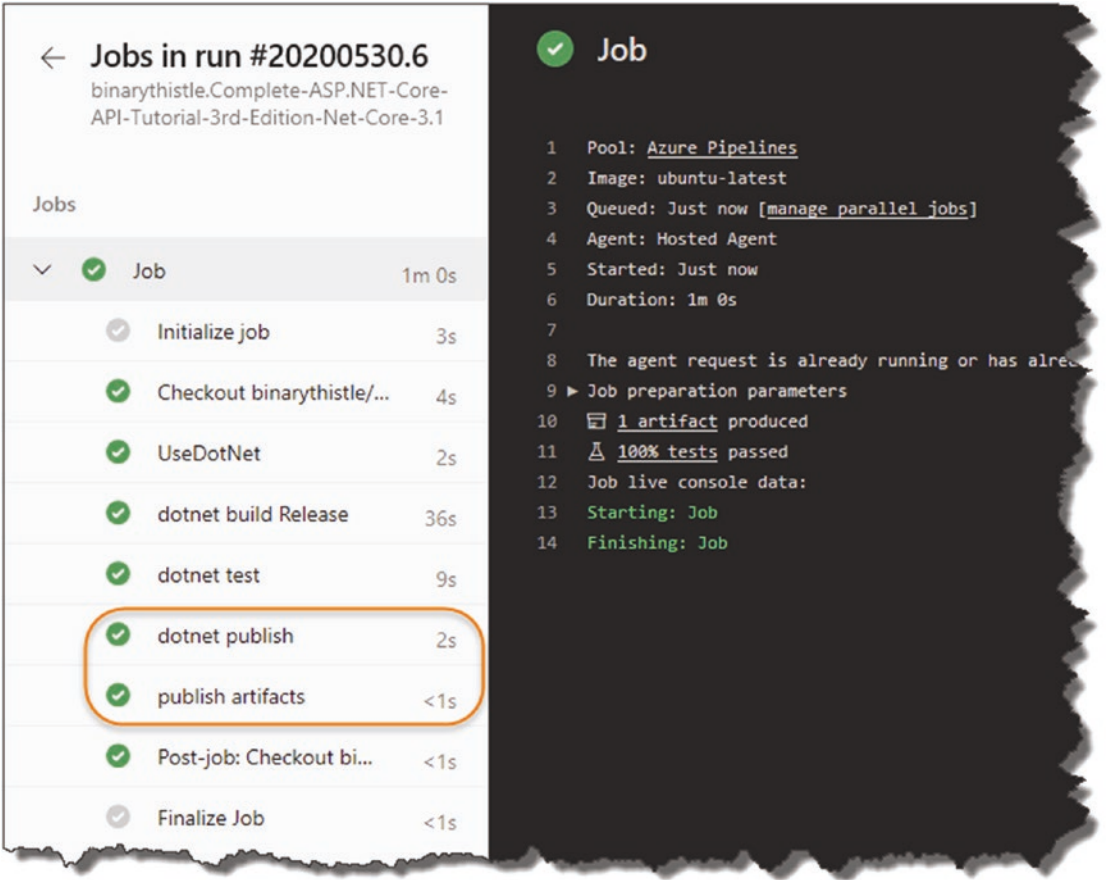 Jobs in run #20200530.6
binarythistle.Complete-ASP.NET-Core-
API-Tutorial-3rd-Edition-Net-Core-3.1
Jobs
Job 1m 0s
Initialize job 3s
Checkout binarythistle/... 4s
UseDotNet 2s
dotnet build Release 36s
dotnet test 9s
dotnet publish 2s
publish artifacts <1s
Post-job: Checkout bi... <1s
Finalize Job <1s
Job
1 Pool: Azure Pipelines
2 Image: ubuntu-latest
3 Queued: Just now [manage parallel jobs]
4 Agent: Hosted Agent
5 Started: Just now
6 Duration: 1m 0s
7
8 The agent request is already running or has
9 Job preparation parameters
10 1 artifact produced
11 100% tests passed
12 Job live console data:
13 Starting: Job
14 Finishing: Job